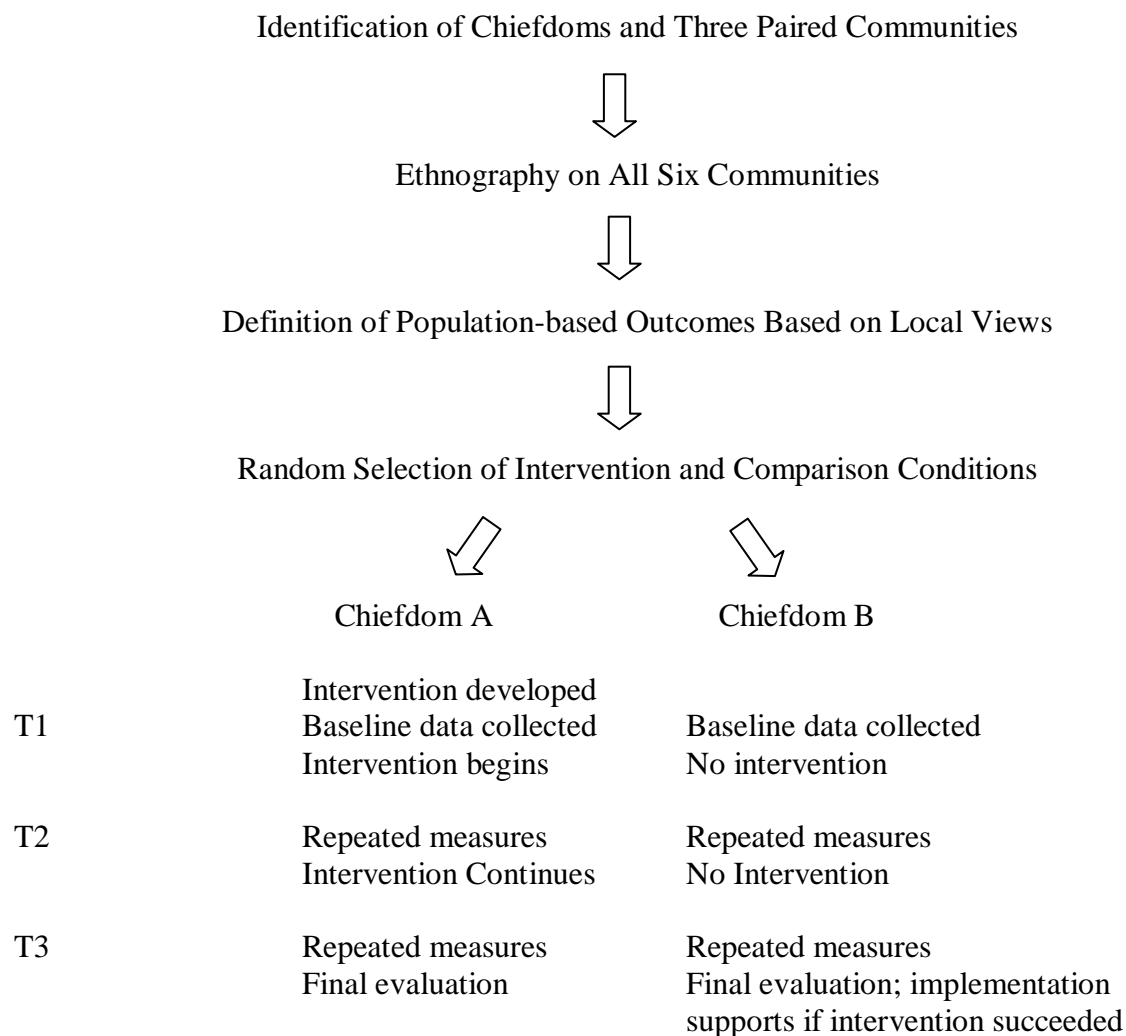 Identification of Chiefdoms and Three Paired Communities
Ethnography on All Six Communities
Definition of Population-based Outcomes Based on Local Views
Random Selection of Intervention and Comparison Conditions
Chiefdom A Chiefdom B
Intervention developed
T1 Baseline data collected Baseline data collected
Intervention begins No intervention
T2 Repeated measures Repeated measures
Intervention Continues No Intervention
T3 Repeated measures Repeated measures
Final evaluation Final evaluation; implementation
supports if intervention succeeded